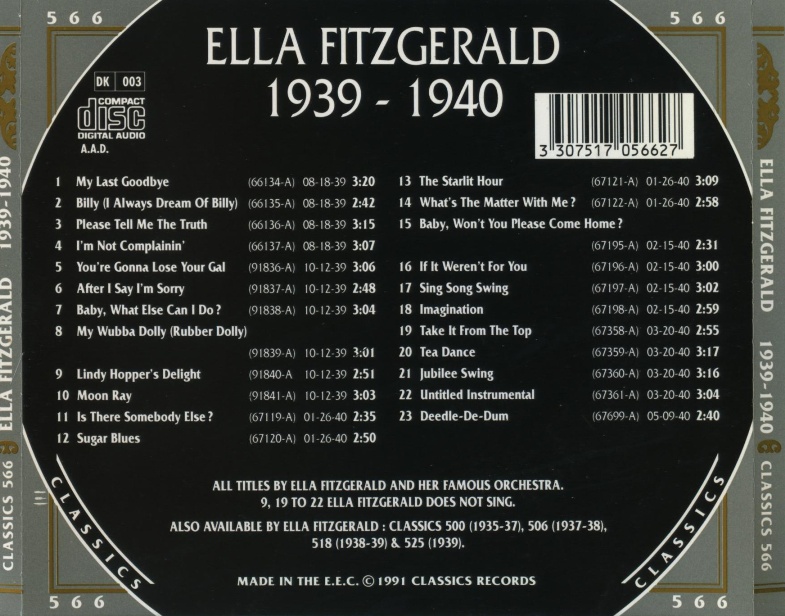 5 6 6
5 6 6
ELLA FITZGERALD
1939 - 1940
DK 003
COMPACT
disc
DIGITAL AUDIO
A.A.D.
3 307517 056627
1 My Last Goodbye (66134-A) 08-18-39 3:20
2 Billy (I Always Dream Of Billy) (66135-A) 08-18-39 2:42
3 Please Tell Me The Truth (66136-A) 08-18-39 3:15
4 I'm Not Complainin' (66137-A) 08-18-39 3:07
5 You're Gonna Lose Your Gal (91836-A) 10-12-39 3:06
6 After I Say I'm Sorry (91837-A) 10-12-39 2:48
7 Baby, What Else Can I Do? (91838-A) 10-12-39 3:04
8 My Wubba Dolly (Rubber Dolly)
(91839-A) 10-12-39 3:01
9 Lindy Hopper's Delight (91840-A 10-12-39 2:51
10 Moon Ray (91841-A) 10-12-39 3:03
11 Is There Somebody Else? (67119-A) 01-26-40 2:35
12 Sugar Blues (67120-A) 01-26-40 2:50
13 The Starlit Hour (67121-A) 01-26-40 3:09
14 What's The Matter With Me? (67122-A) 01-26-40 2:58
15 Baby, Won't You Please Come Home?
(67195-A) 02-15-40 2:31
16 If It Weren't For You (67196-A) 02-15-40 3:00
17 Sing Song Swing (67197-A) 02-15-40 3:02
18 Imagination (67198-A) 02-15-40 2:59
19 Take It From The Top (67358-A) 03-20-40 2:55
20 Tea Dance (67359-A) 03-20-40 3:17
21 Jubilee Swing (67360-A) 03-20-40 3:16
22 Untitled Instrumental (67361-A) 03-20-40 3:04
23 Deedle-De-Dum (67699-A) 05-09-40 2:40
ALL TITLES BY ELLA FITZGERALD AND HER FAMOUS ORCHESTRA.
9, 19 TO 22 ELLA FITZGERALD DOES NOT SING.
ALSO AVAILABLE BY ELLA FITZGERALD : CLASSICS 500 (1935-37), 506 (1937-38),
518 (1938-39) & 525 (1939).
MADE IN THE E.E.C. © 1991 CLASSICS RECORDS
CLASSICS
CLASSICS
5 6 6
5 6 6
CLASSICS 566 ELLA FITZGERALD 1939-1940
ELLA FITZGERALD 1939-1940 CLASSICS 566